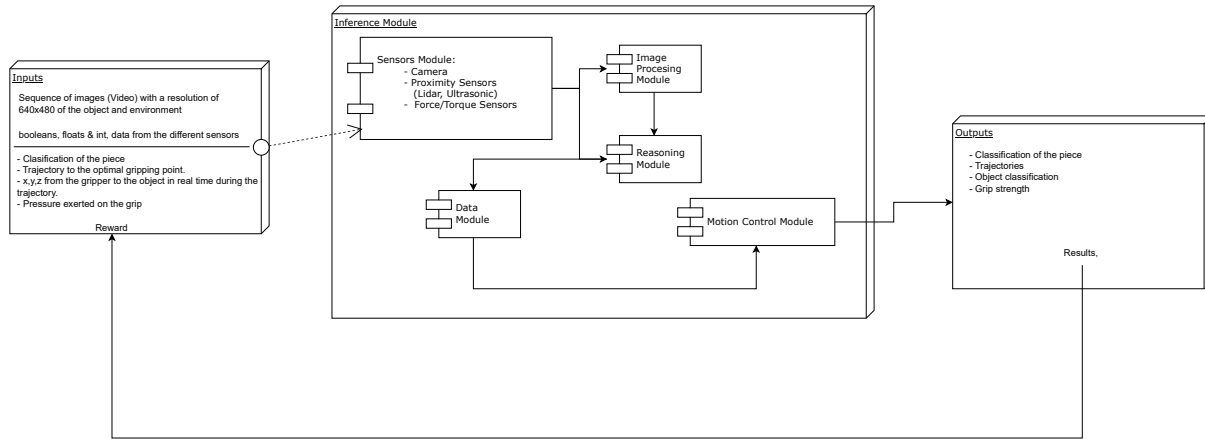 Inputs
Sequence of images (Video) with a resolution of
640x480 of the object and environment
booleans, floats & int, data from the different sensors
- Clasification of the piece
- Trajectory to the optimal gripping point.
- x,y,z from the gripper to the object in real time during the
trajectory.
- Pressure exerted on the grip
Reward
Inference Module
Sensors Module:
- Camera
- Proximity Sensors
(Lidar, Ultrasonic)
- Force/Torque Sensors
Image
Procesing
Module
Reasoning
Module
Data
Module
Motion Control Module
Outputs
- Classification of the piece
- Trajectories
- Object classification
- Grip strength
Results,